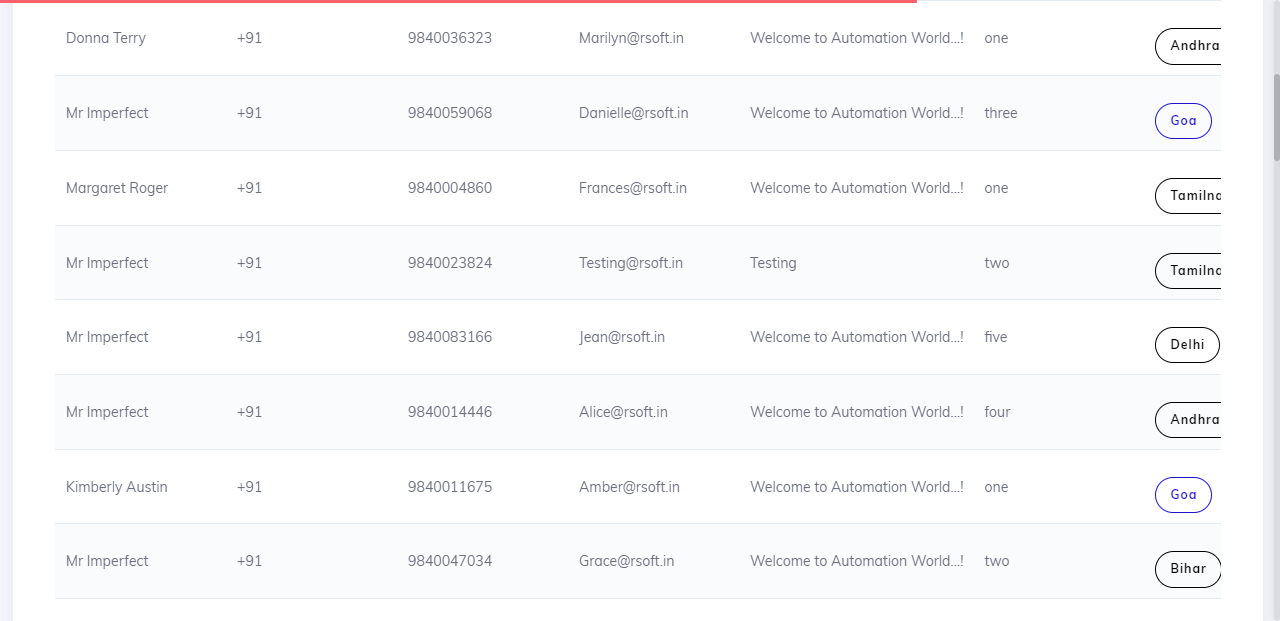 Donna Terry +91 9840036323 Marilyn@rsoft.in Welcome to Automation World...! one Andhra
Mr Imperfect +91 9840059068 Danielle@rsoft.in Welcome to Automation World...! three Goa
Margaret Roger +91 9840004860 Frances@rsoft.in Welcome to Automation World...! one
Mr Imperfect +91 9840023824 Testing@rsoft.in Testing two
Mr Imperfect +91 9840083166 Jean@rsoft.in Welcome to Automation World...! five Delhi
Mr Imperfect +91 9840014446 Alice@rsoft.in Welcome to Automation World...! four Andhra
Kimberly Austin +91 9840011675 Amber@rsoft.in Welcome to Automation World...! one Goa
Mr Imperfect +91 9840047034 Grace@rsoft.in Welcome to Automation World...! two Bihar